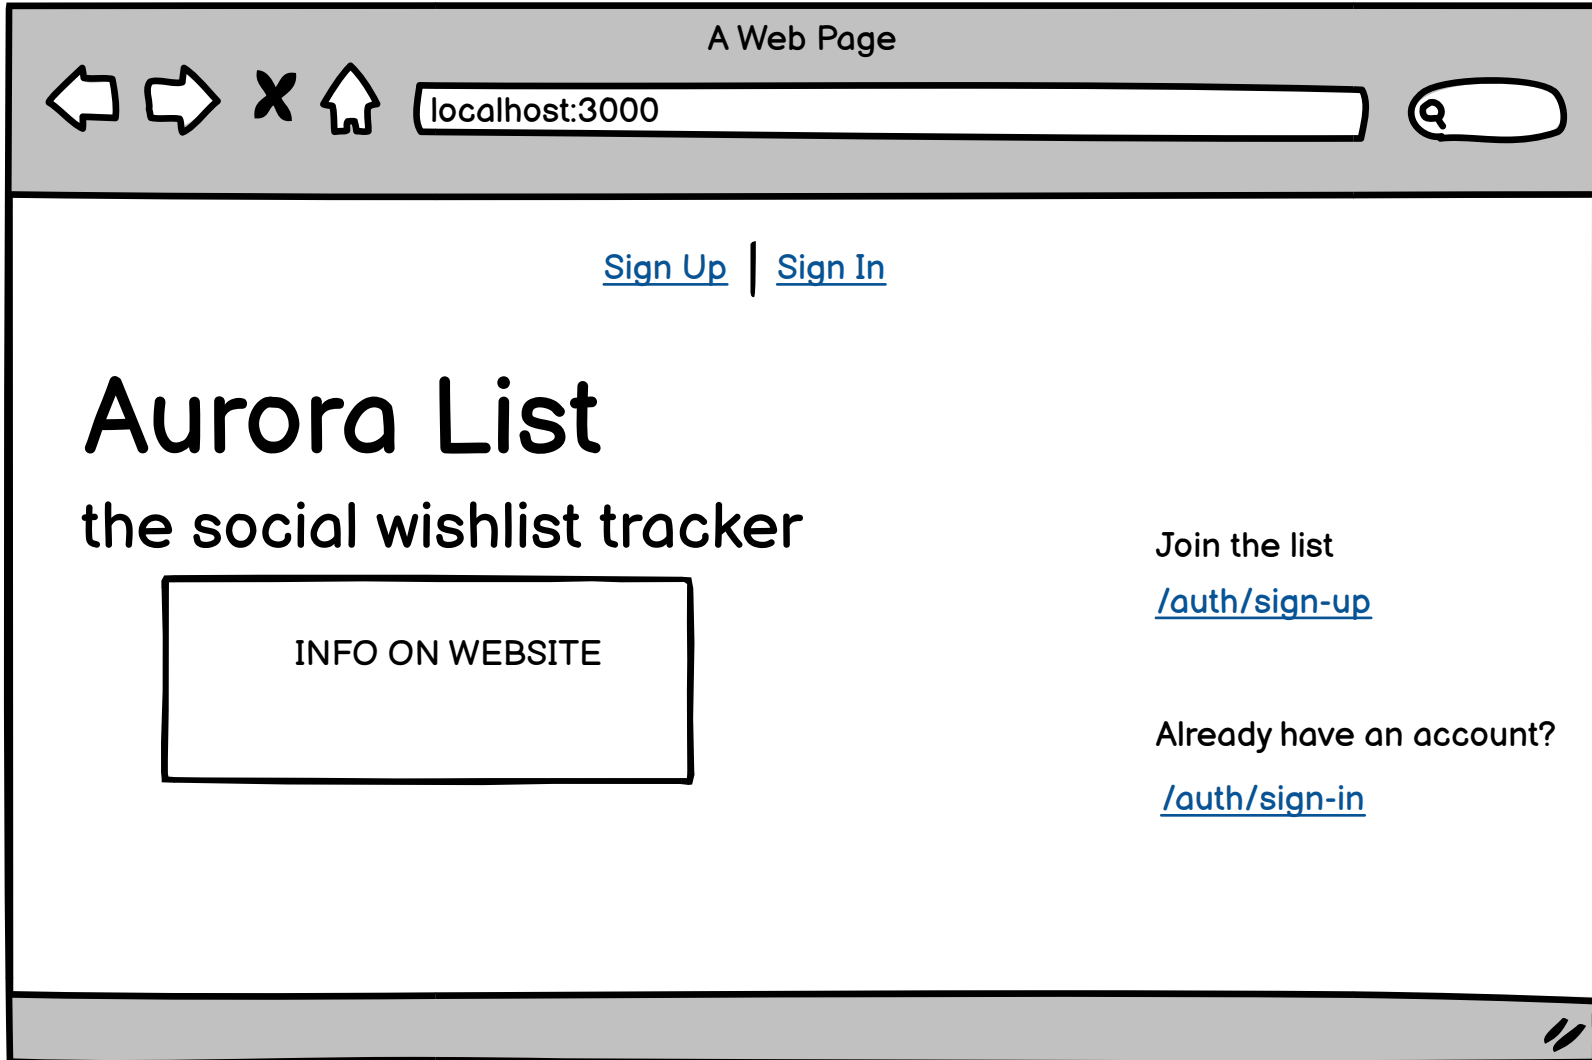 A Web Page
localhost:3000
Sign Up | Sign In
Aurora List
the social wishlist tracker
INFO ON WEBSITE
Join the list
/auth/sign-up
Already have an account?
/auth/sign-in